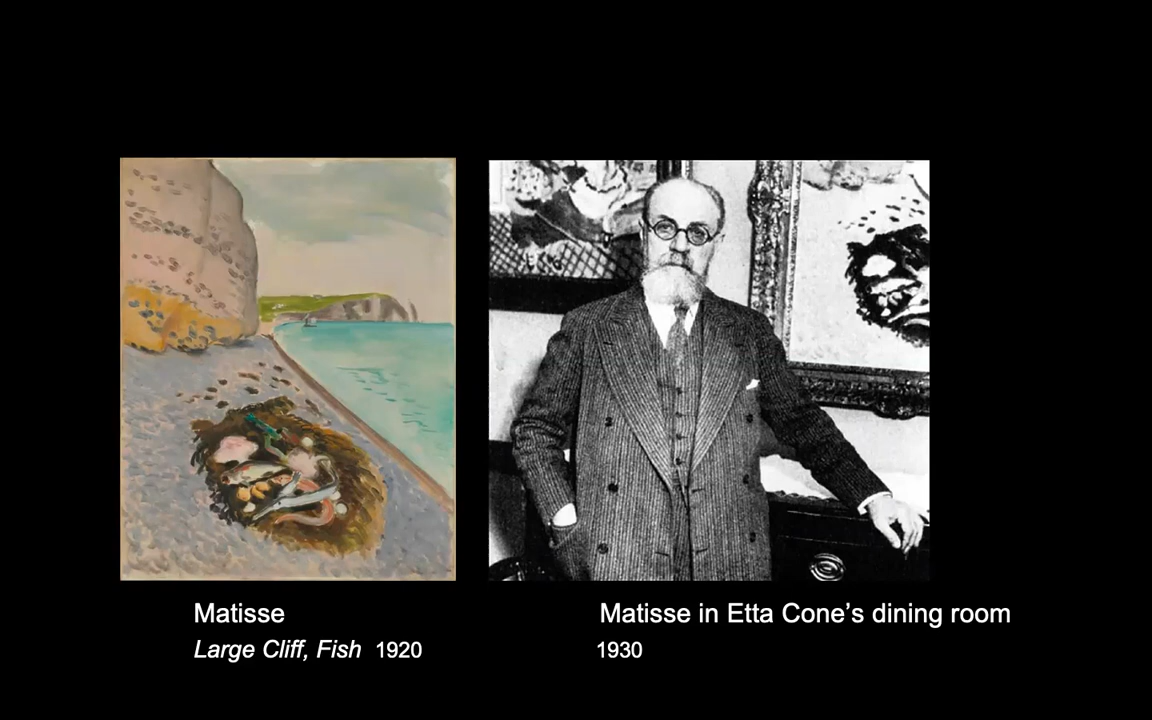 Matisse
Large Cliff, Fish 1920
Matisse in Etta Cone’s dining room
1930